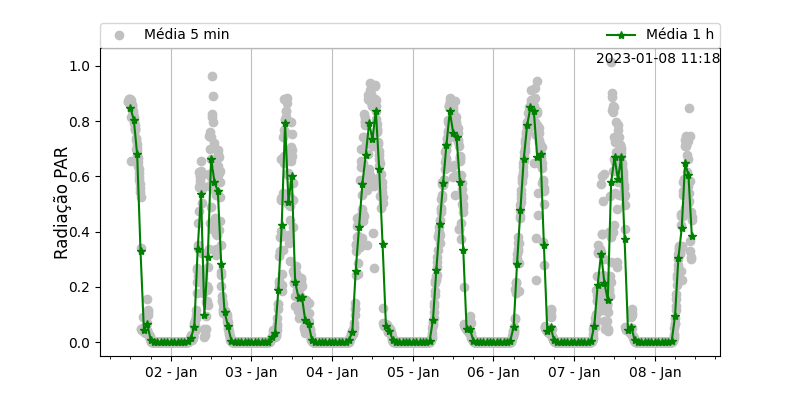 Média 5 min
Média 1 h
2023-01-08 11:18
Radiação PAR
1.0
0.8
0.6
0.4
0.2
0.0
02 - Jan
03 - Jan
04 - Jan
05 - Jan
06 - Jan
07 - Jan
08 - Jan